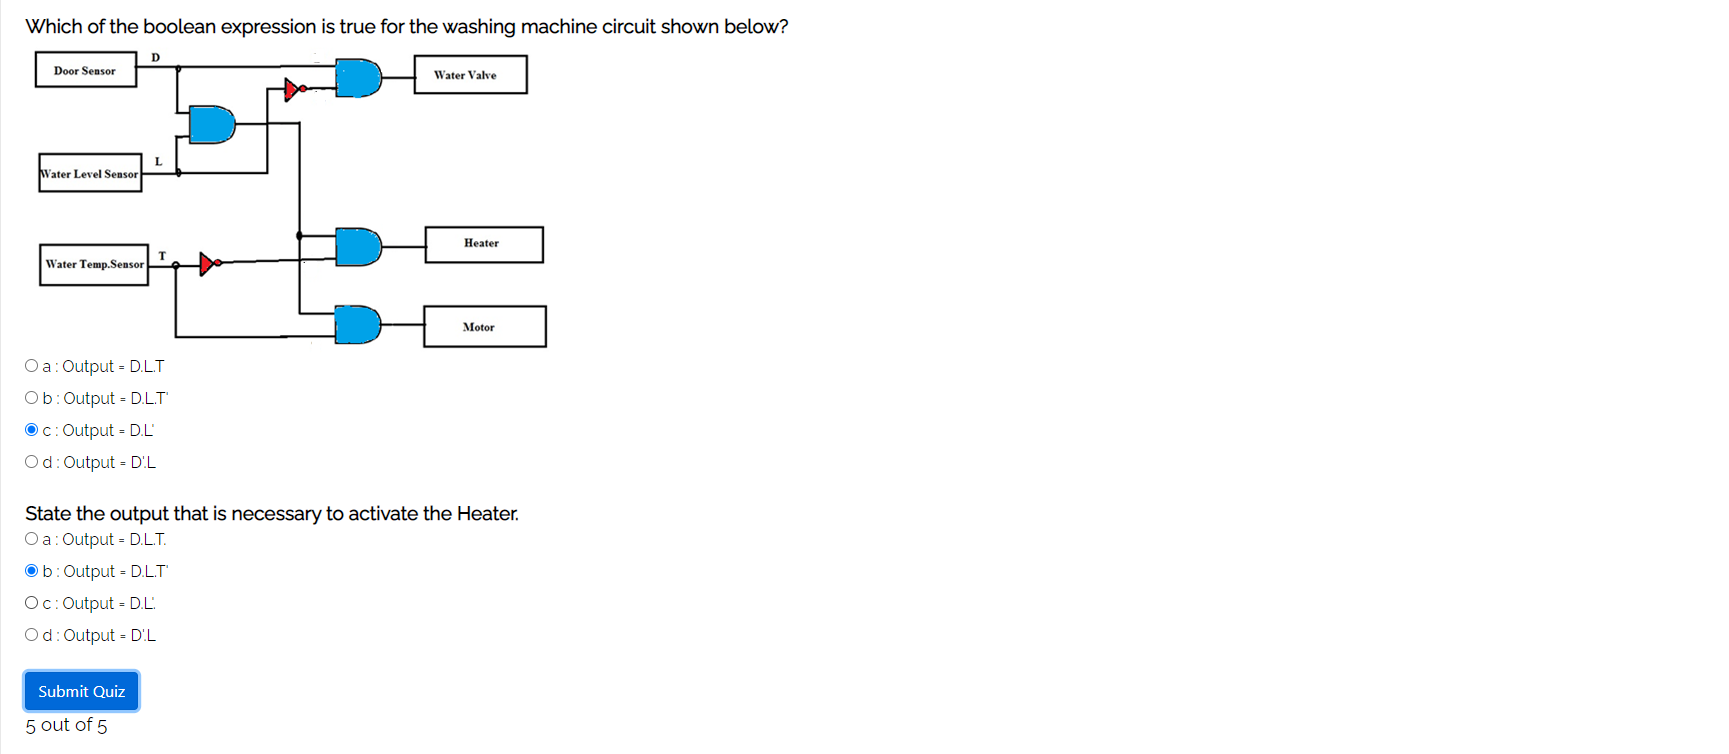 Which of the boolean expression is true for the washing machine circuit shown below?
D
Door Sensor
Water Valve
L
Water Level Sensor
Heater
T
Water Temp.Sensor
Motor
a : Output = D.L.T
b : Output = D.L.T'
c : Output = D.L'
d : Output = D'.L
State the output that is necessary to activate the Heater.
a : Output = D.L.T.
b : Output = D.L.T'
c : Output = D.L'.
d : Output = D'.L
Submit Quiz
5 out of 5